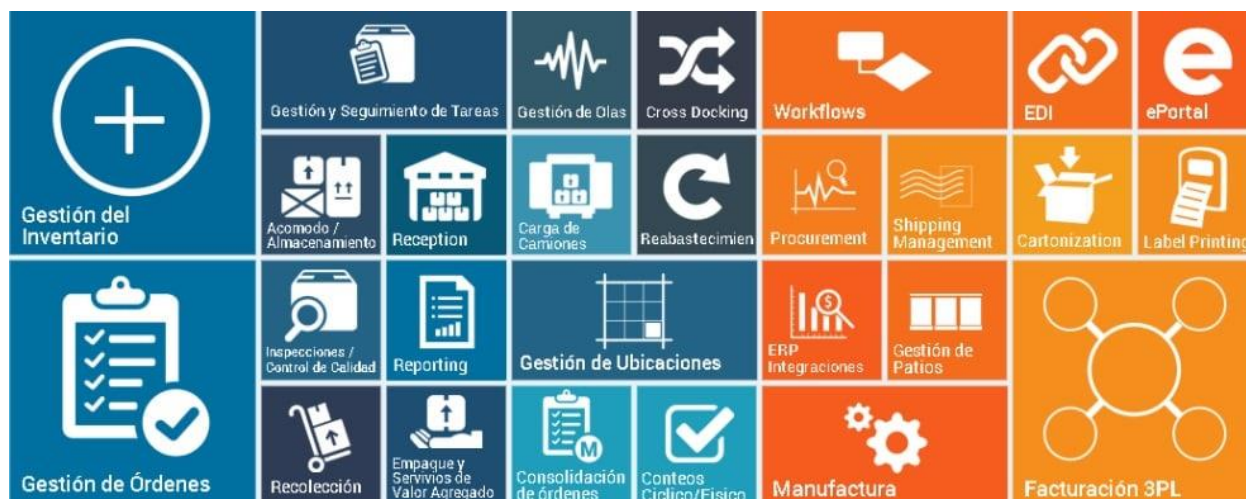 Gestión y Seguimiento de Tareas
Gestión de Olas
Cross Docking
Workflows
EDI
e
ePortal
Gestión del
Inventario
Acomodo /
Almacenamiento
Reception
Carga de
Camiones
Reabastecimien
Procurement
Shipping
Management
Cartonization
Label Printing
Inspecciones /
Control de Calidad
Reporting
Gestión de Ubicaciones
$
ERP
Integraciones
Gestión de
Patios
Gestión de Órdenes
Recolección
Empaque y
Servivios de
Valor Agregado
M
Consolidación
de órdenes
Conteos
Cíclico/Físico
Manufactura
Facturación 3PL